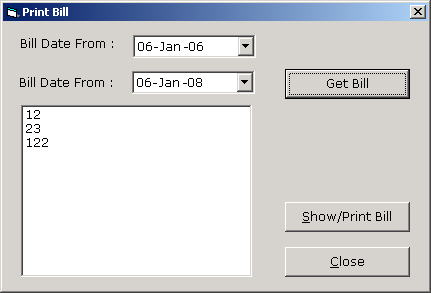 Print Bill
Bill Date From :
06-Jan-06
Bill Date From :
06-Jan-08
Get Bill
12
23
122
Show/Print Bill
Close